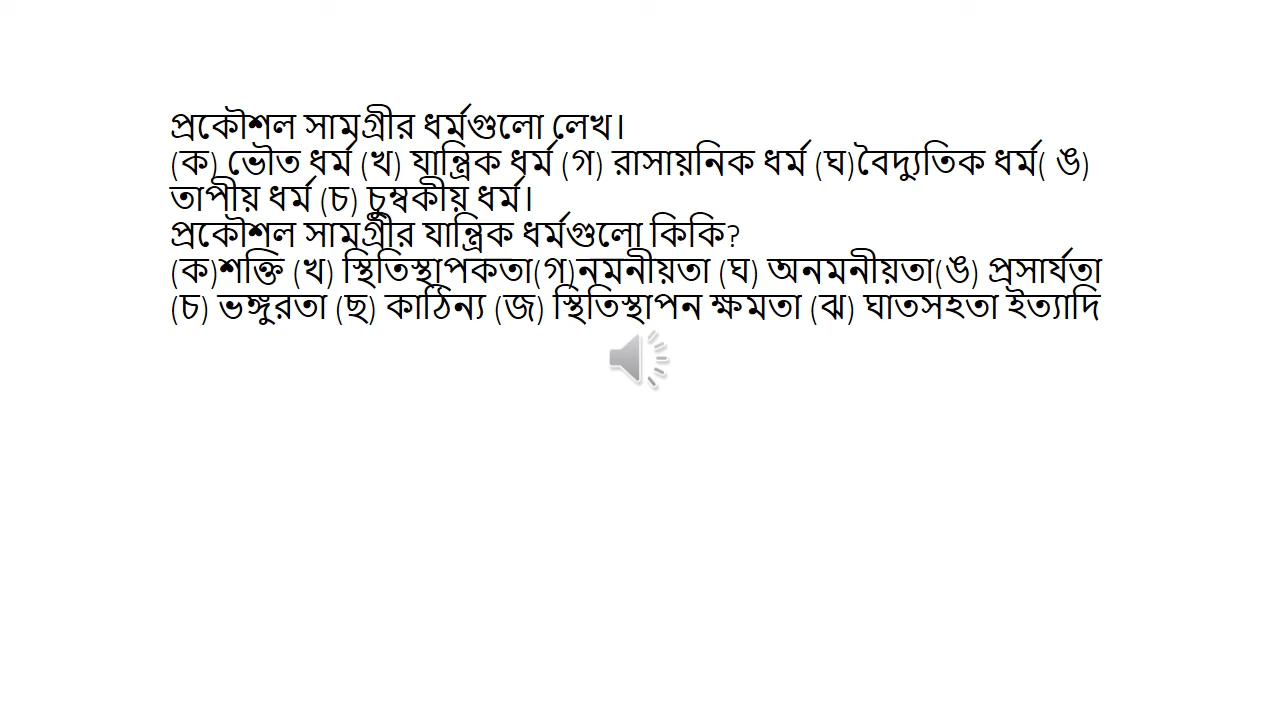 প্রকৌশল সামগ্রীর ধর্মগুলো লেখ।
(ক) ভৌত ধর্ম (খ) যান্ত্রিক ধর্ম (গ) রাসায়নিক ধর্ম (ঘ)বৈদ্যুতিক ধর্ম( ঙ)
তাপীয় ধর্ম (চ) চুম্বকীয় ধর্ম।
প্রকৌশল সামগ্রীর যান্ত্রিক ধর্মগুলো কিকি?
(ক)শক্তি (খ) স্থিতিস্থাপকতা(গ)নমনীয়তা (ঘ) অনমনীয়তা(ঙ) প্রসার্যতা
(চ) ভঙ্গুরতা (ছ) কাঠিন্য (জ) স্থিতিস্থাপন ক্ষমতা (ঝ) ঘাতসহতা ইত্যাদি